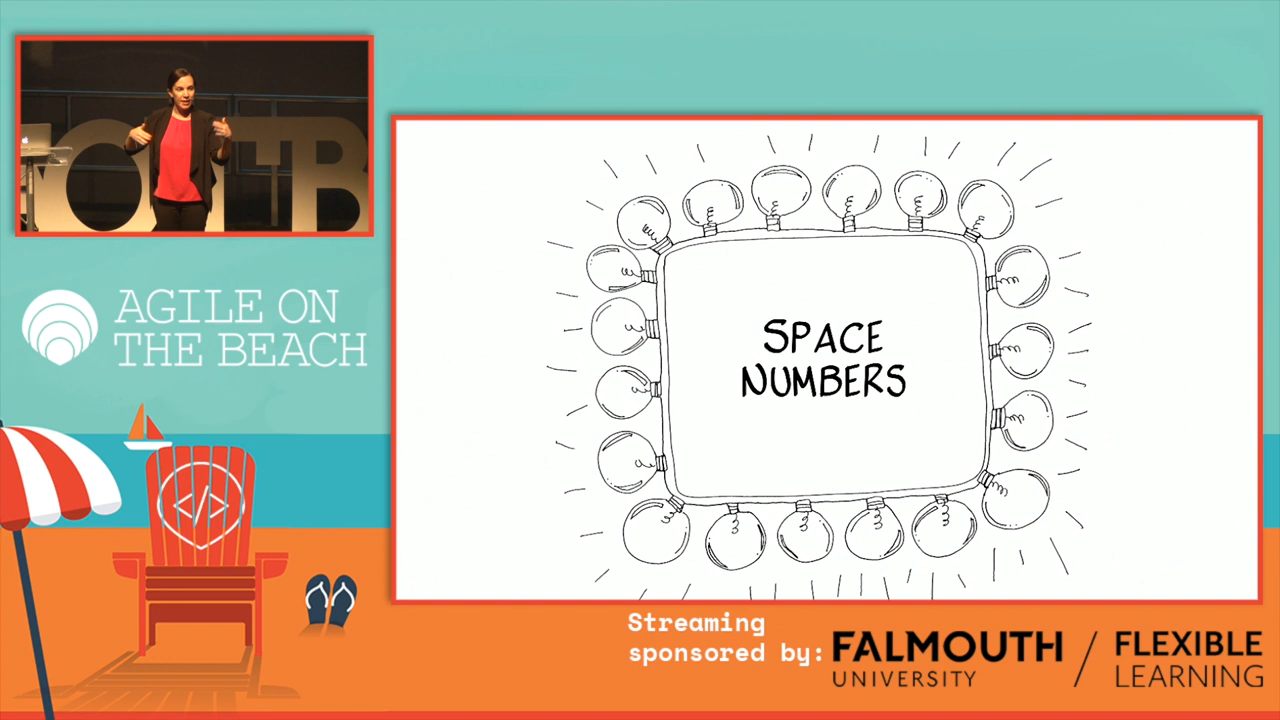 AGILE ON
THE BEACH
</>
SPACE
NUMBERS
Streaming
sponsored by:
FALMOUTH
UNIVERSITY
/
FLEXIBLE
LEARNING